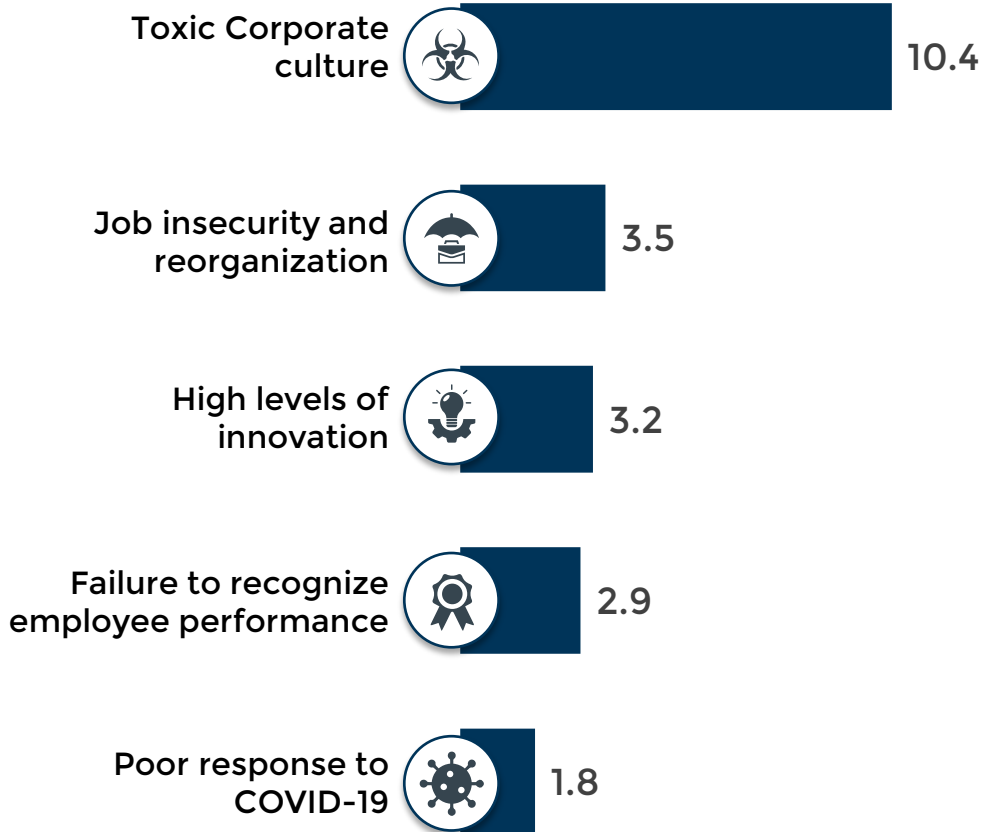 Toxic Corporate
culture
10.4
Job insecurity and
reorganization
3.5
High levels of
innovation
3.2
Failure to recognize
employee performance
2.9
Poor response to
COVID-19
1.8